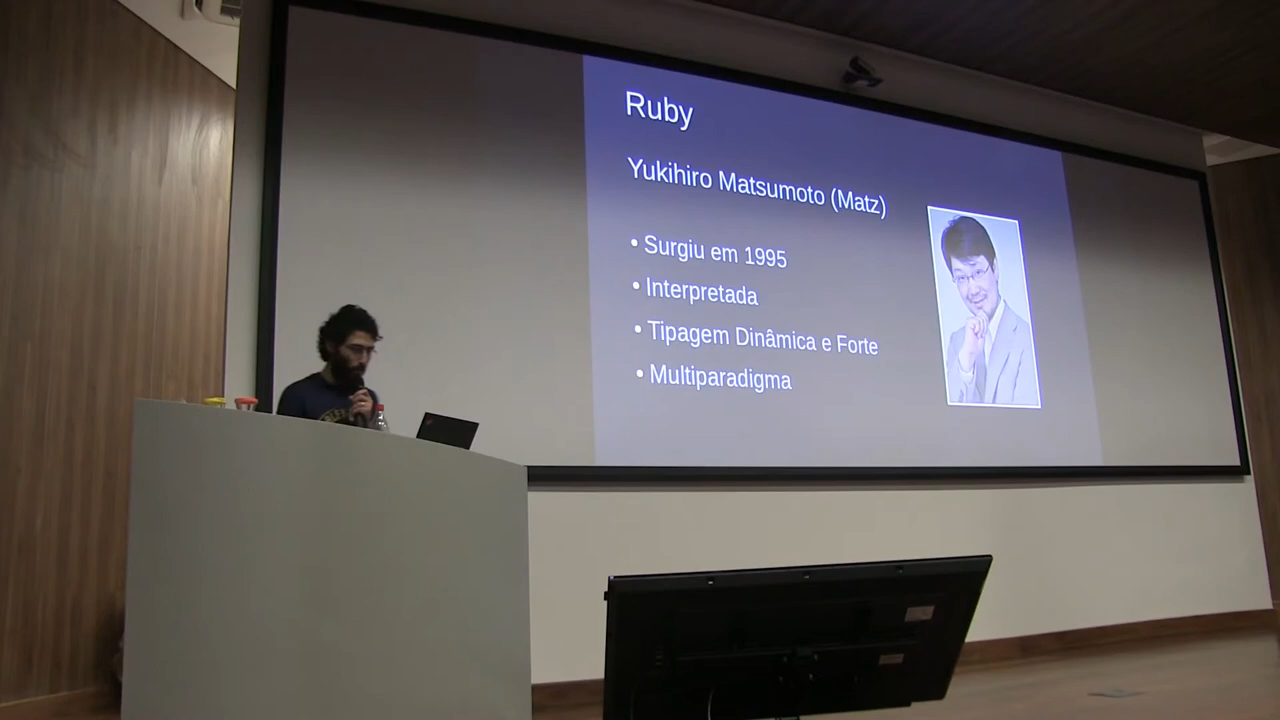 Ruby
Yukihiro Matsumoto (Matz)
• Surgiu em 1995
• Interpretada
• Tipagem Dinâmica e Forte
• Multiparadigma